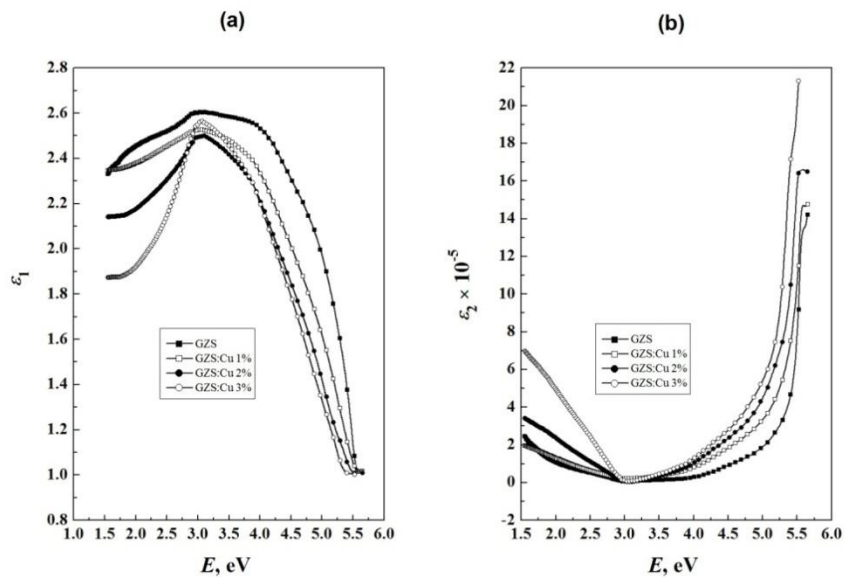 (a)
(b)
2.8
2.6
2.4
2.2
2.0
1.8
1.6
1.4
1.2
1.0
0.8
ε₁
GZS
GZS:Cu 1%
GZS:Cu 2%
GZS:Cu 3%
1.0 1.5 2.0 2.5 3.0 3.5 4.0 4.5 5.0 5.5 6.0
E, eV
22
20
18
16
14
12
10
8
6
4
2
0
-2
ε₂ × 10⁻⁵
GZS
GZS:Cu 1%
GZS:Cu 2%
GZS:Cu 3%
1.5 2.0 2.5 3.0 3.5 4.0 4.5 5.0 5.5 6.0
E, eV